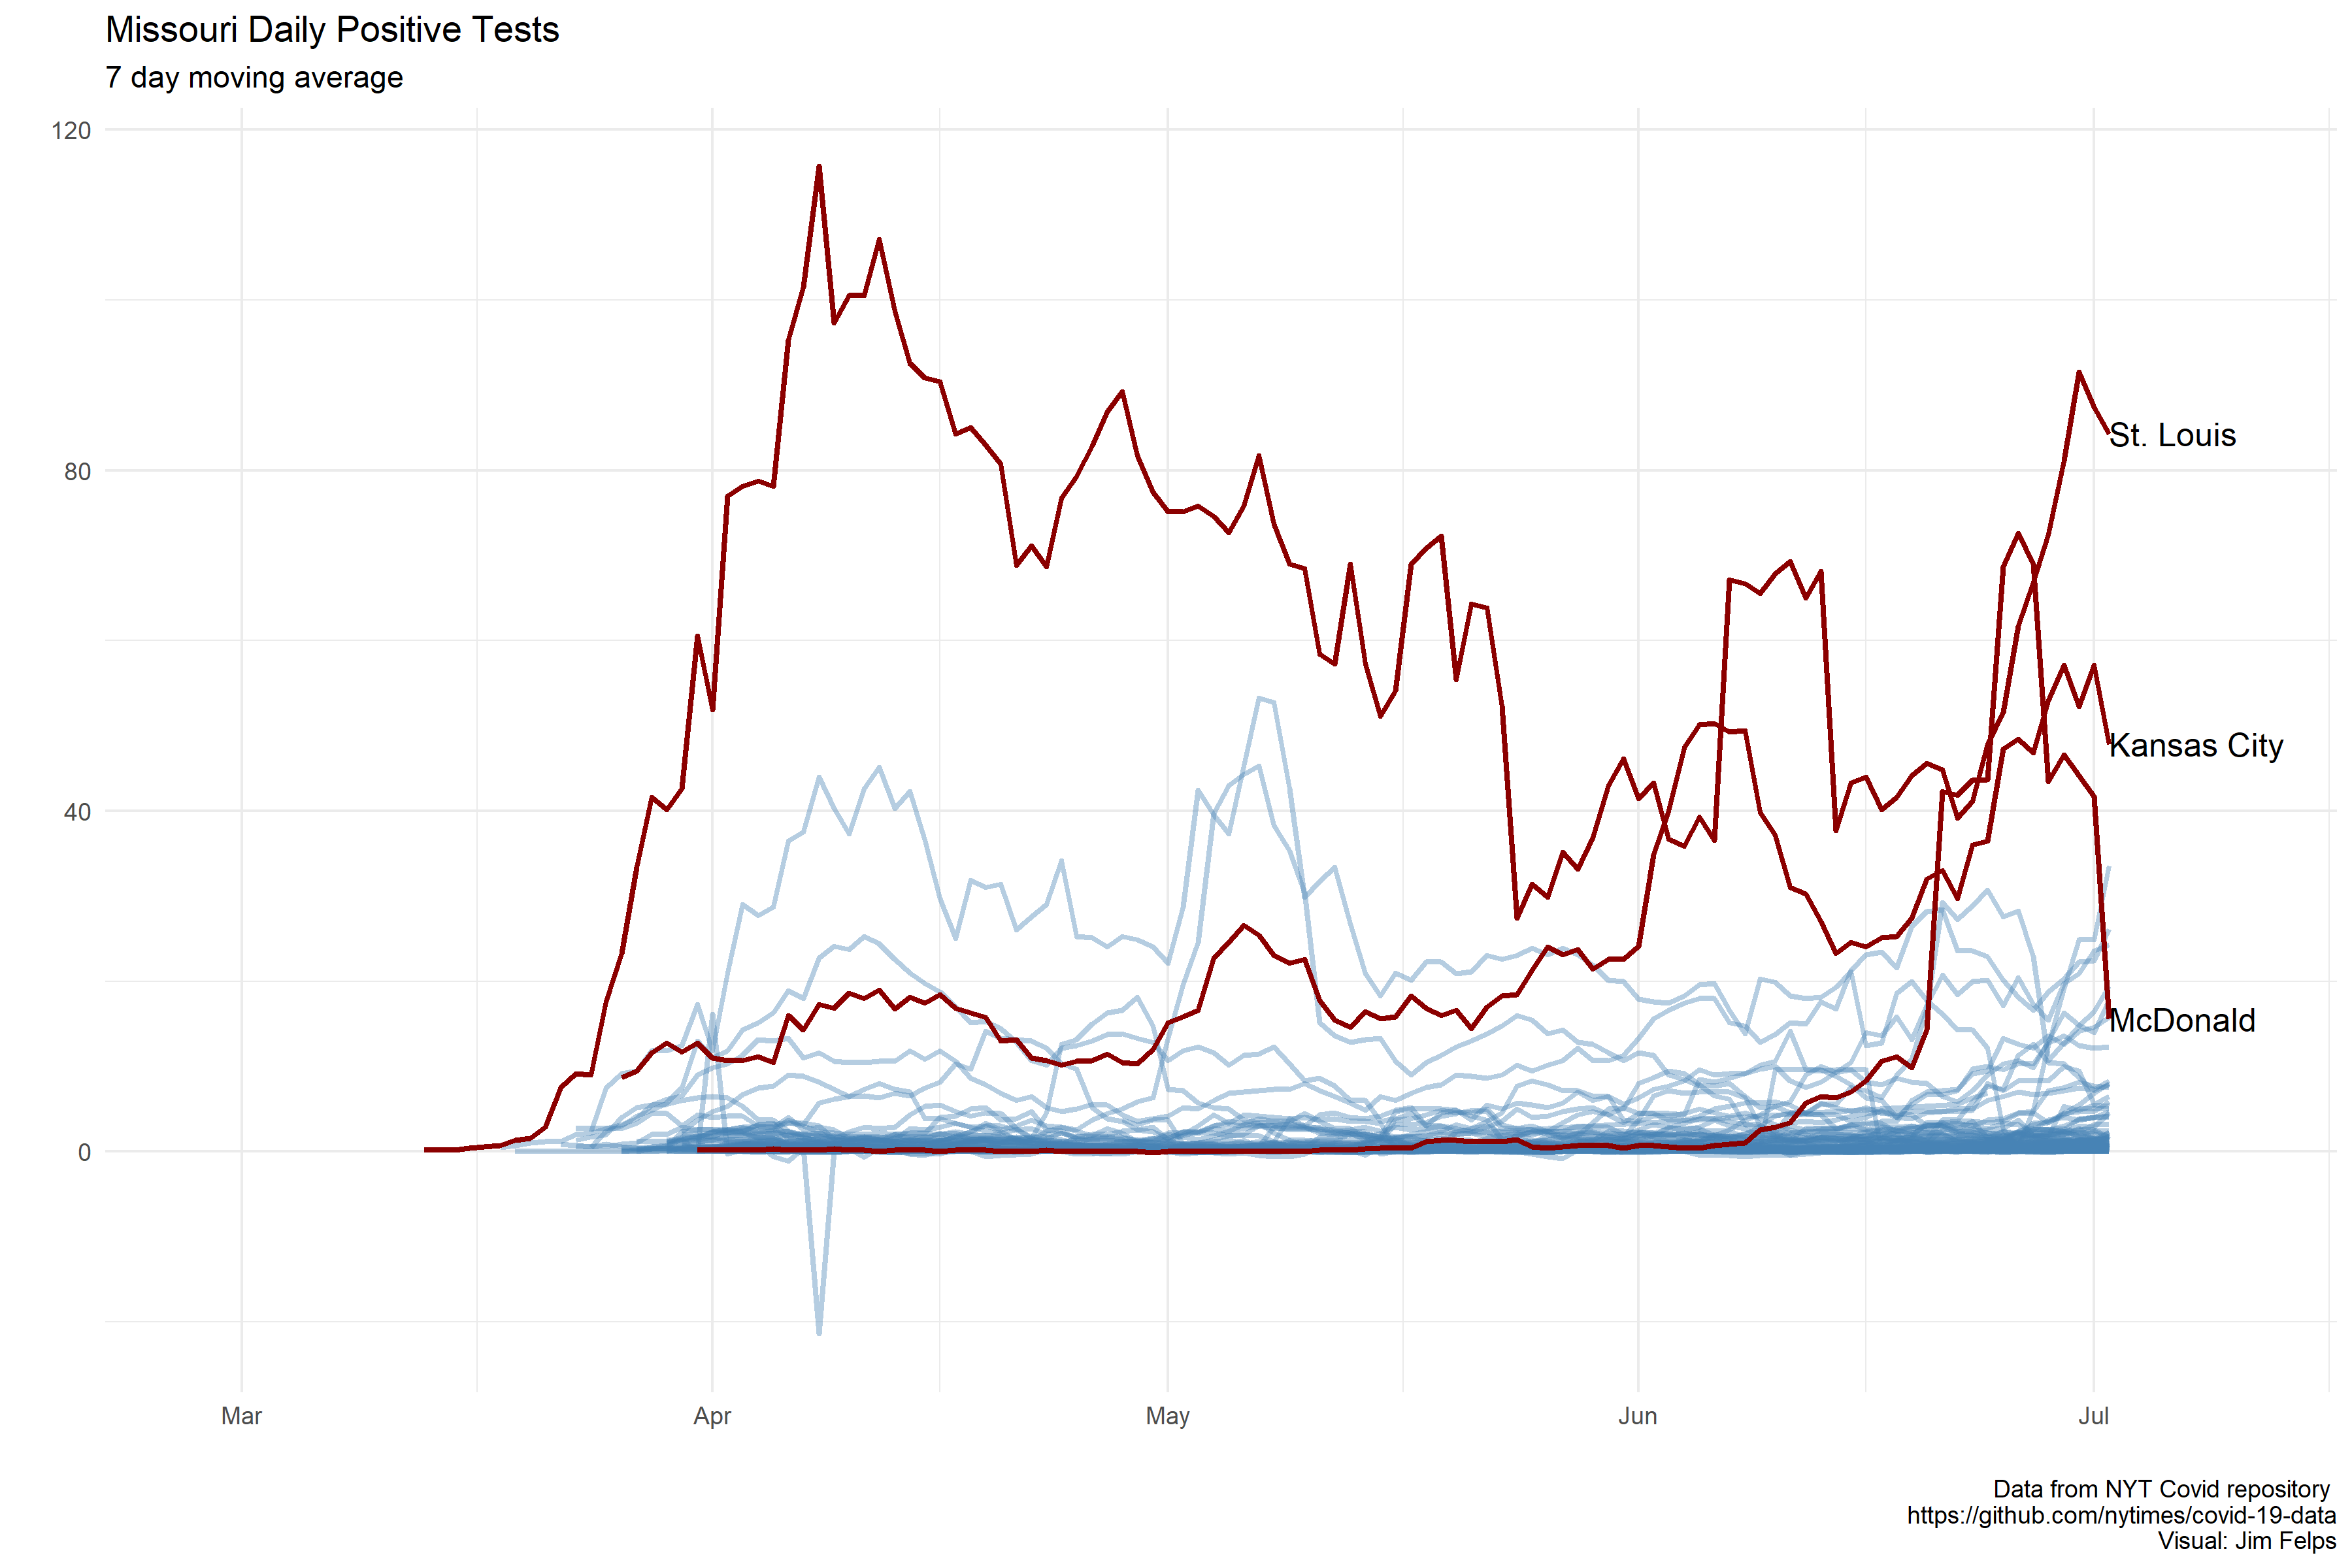 Missouri Daily Positive Tests
7 day moving average
120
80
40
0
St. Louis
Kansas City
McDonald
Mar Apr May Jun Jul
Data from NYT Covid repository
https://github.com/nytimes/covid-19-data
Visual: Jim Felps